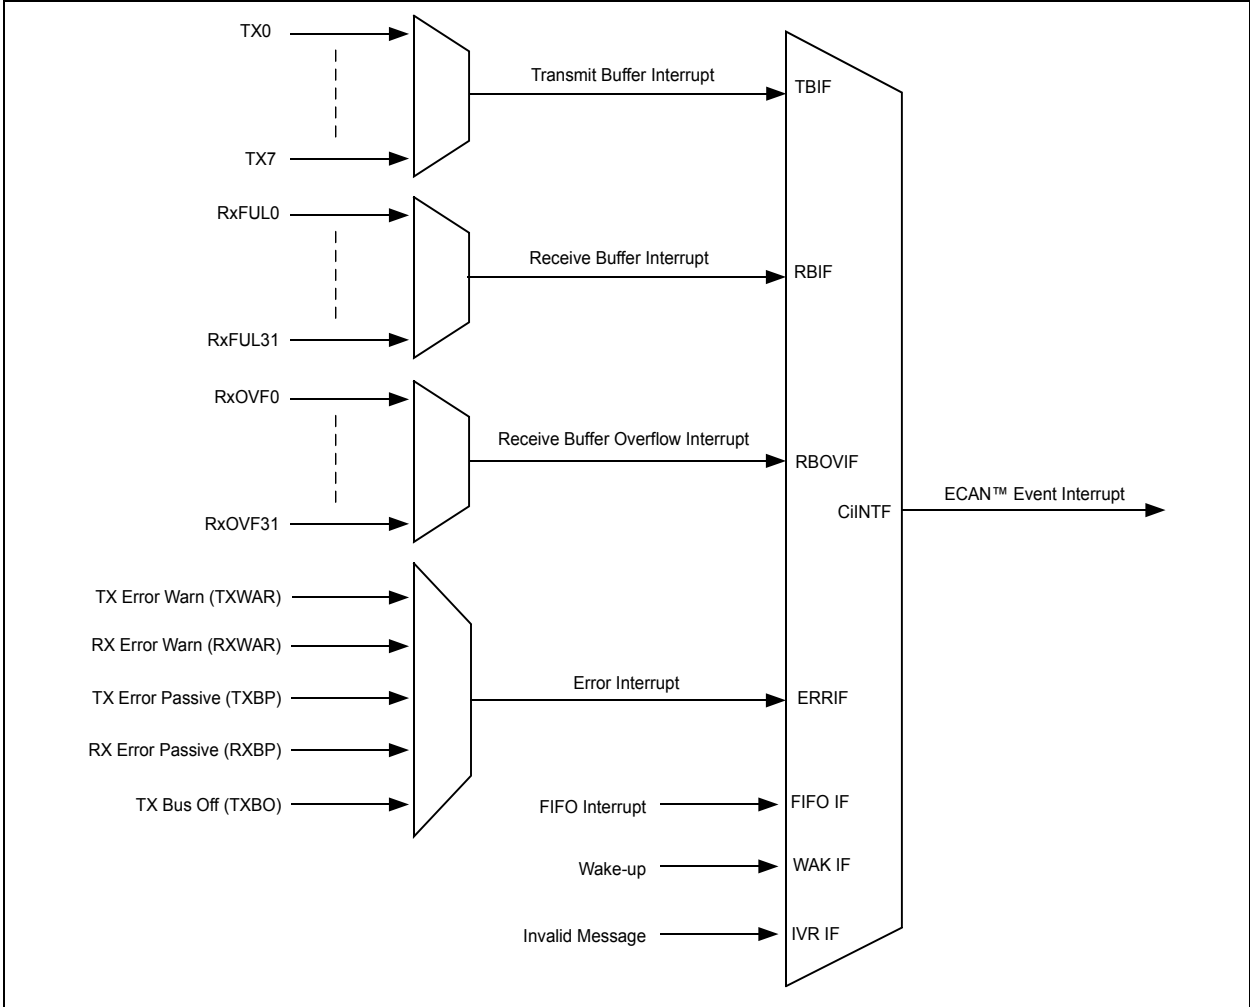 TX0
Transmit Buffer Interrupt
TBIF
TX7
RxFUL0
Receive Buffer Interrupt
RBIF
RxFUL31
RxOVF0
Receive Buffer Overflow Interrupt
RBOVIF
CiINTF
ECAN™ Event Interrupt
RxOVF31
TX Error Warn (TXWAR)
RX Error Warn (RXWAR)
TX Error Passive (TXBP)
Error Interrupt
ERRIF
RX Error Passive (RXBP)
TX Bus Off (TXBO)
FIFO Interrupt
FIFO IF
Wake-up
WAK IF
Invalid Message
IVR IF